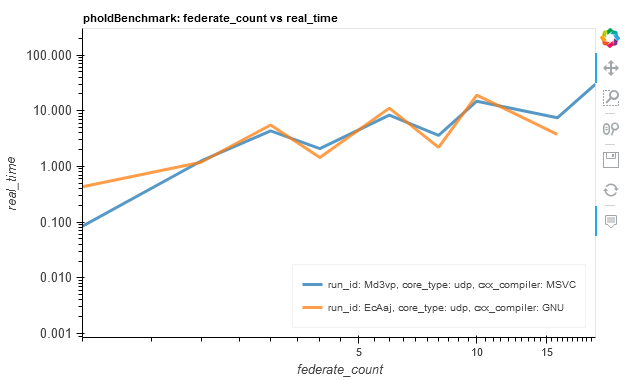 pholdBenchmark: federate_count vs real_time
100.000
10.000
1.000
0.100
0.010
0.001
real_time
run_id: Md3vp, core_type: udp, cxx_compiler: MSVC
run_id: EcAaj, core_type: udp, cxx_compiler: GNU
5
10
15
federate_count